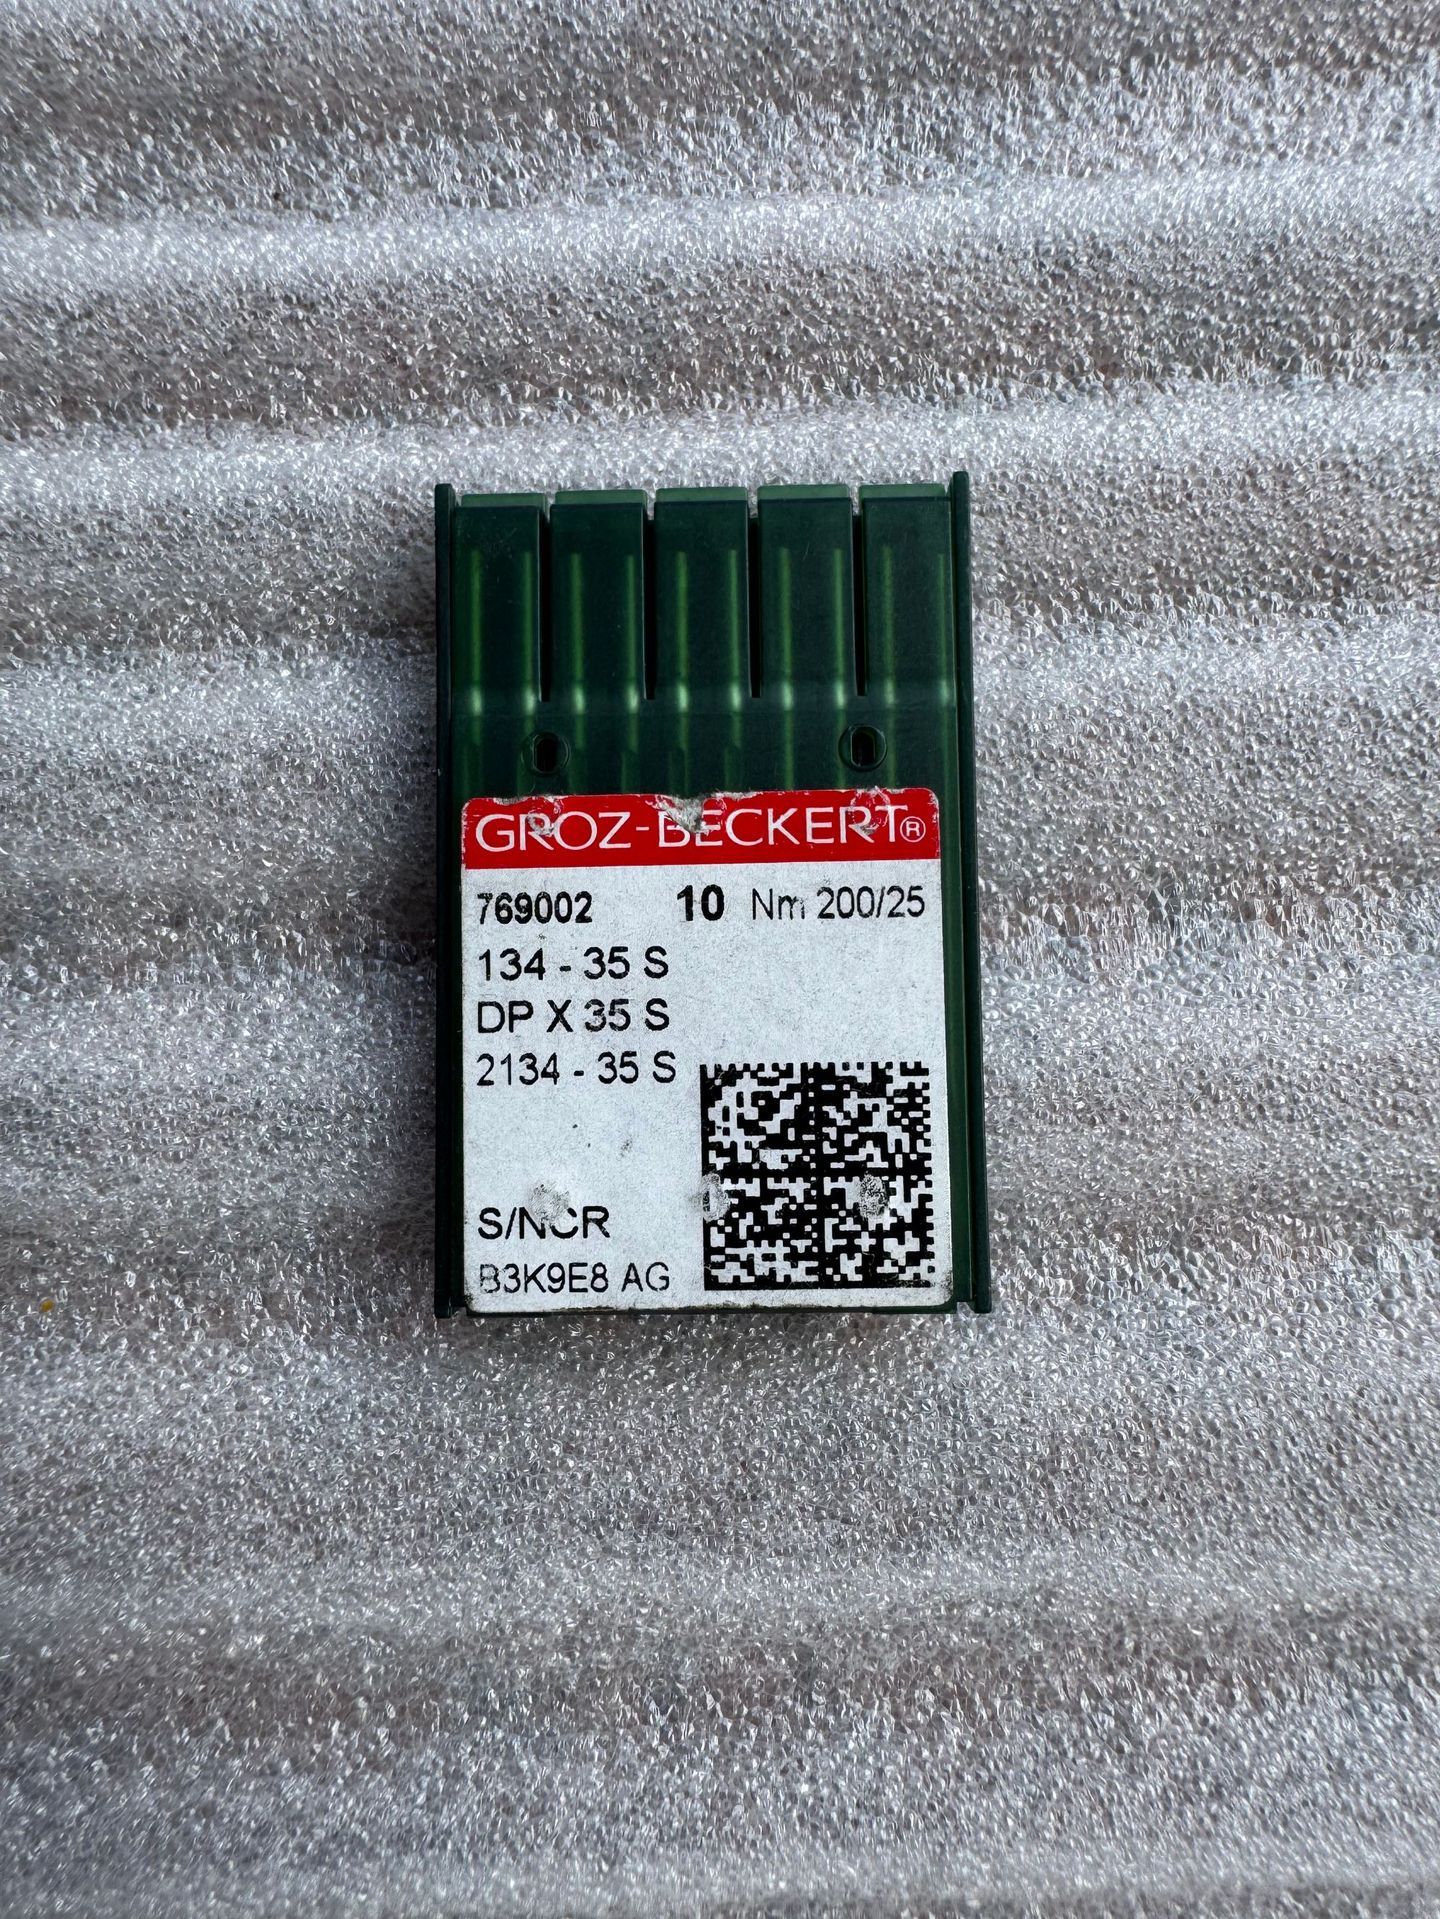 GROZ-BECKERT®
769002 10 Nm 200/25
134 - 35 S
DP X 35 S
2134 - 35 S
S/NCR
B3K9E8 AG